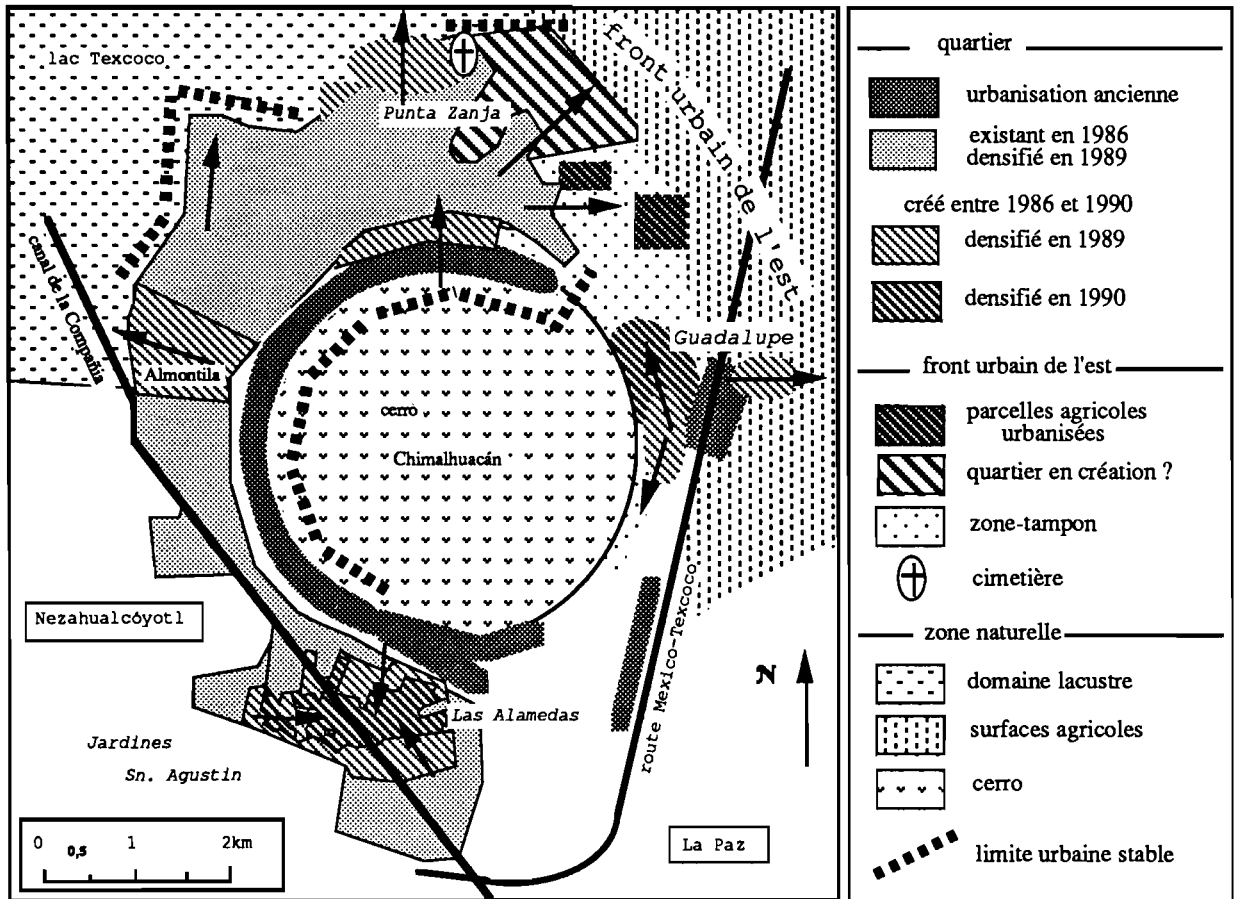 lac Texcoco
front urbain de l'est
Punta Zanja
canal de la Compañia
Guadalupe
Almontila
cerro
Chimalhuacán
Nezahualcóyotl
route Mexico-Texcoco
N
Las Alamedas
Jardines
Sn. Agustin
0 0,5 1 2km
La Paz
quartier
urbanisation ancienne
existant en 1986
densifié en 1989
créé entre 1986 et 1990
densifié en 1989
densifié en 1990
front urbain de l'est
parcelles agricoles
urbanisées
quartier en création ?
zone-tampon
cimetière
zone naturelle
domaine lacustre
surfaces agricoles
cerro
limite urbaine stable